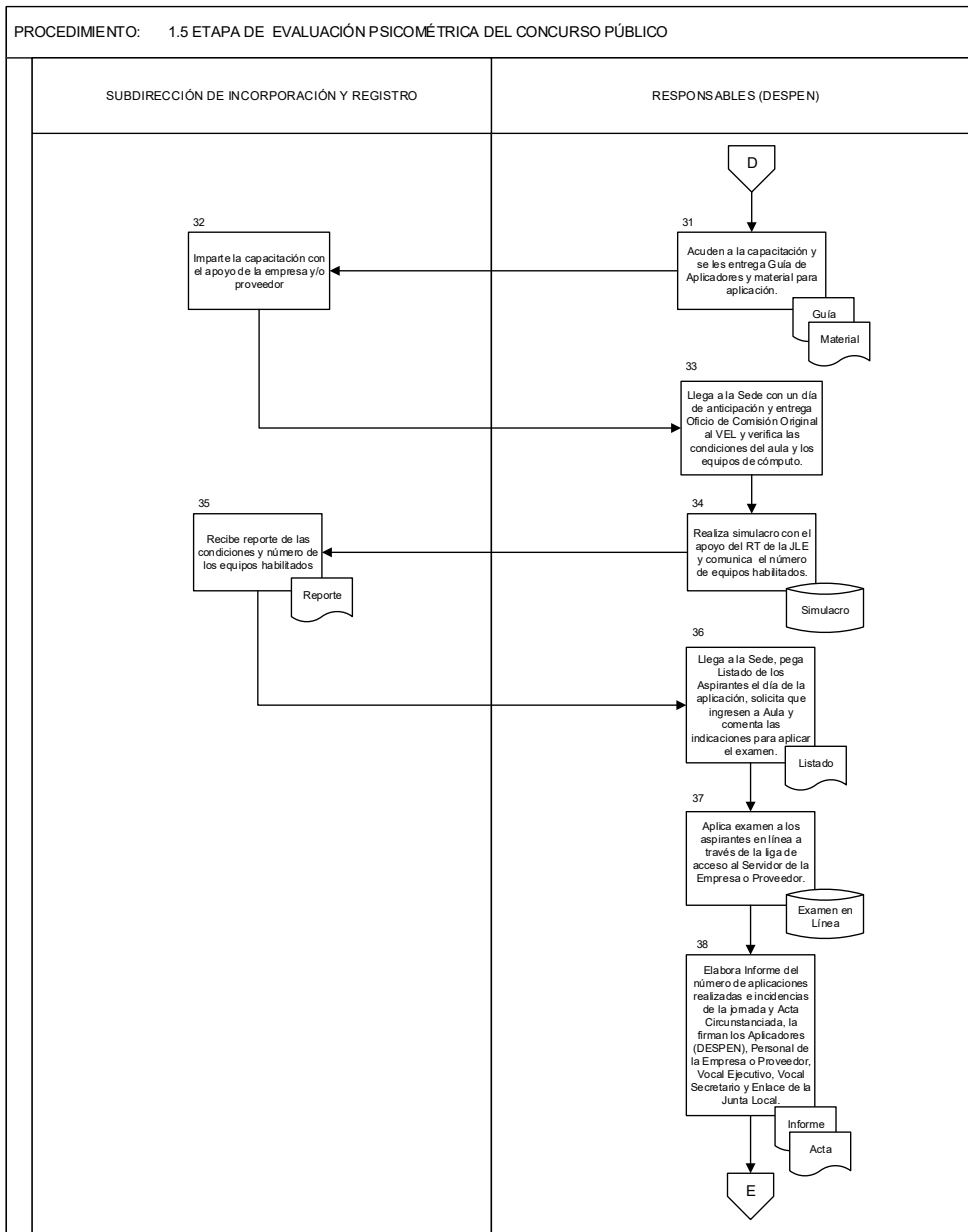 PROCEDIMIENTO: 1.5 ETAPA DE EVALUACIÓN PSICOMÉTRICA DEL CONCURSO PÚBLICO
SUBDIRECCIÓN DE INCORPORACIÓN Y REGISTRO
RESPONSABLES (DESPEN)
D
31
Acuden a la capacitación y
se les entrega Guía de
Aplicadores y material para
aplicación.
Guía
Material
32
Imparte la capacitación con
el apoyo de la empresa y/o
proveedor
33
Llega a la Sede con un día
de anticipación y entrega
Oficio de Comisión Original
al VEL y verifica las
condiciones del aula y los
equipos de cómputo.
34
Realiza simulacro con el
apoyo del RT de la JLE
y comunica el número
de equipos habilitados.
Simulacro
35
Recibe reporte de las
condiciones y número de
los equipos habilitados
Reporte
36
Llega a la Sede, pega
Listado de los
Aspirantes el día de la
aplicación, solicita que
ingresen a Aula y
comenta las
indicaciones para aplicar
el examen.
Listado
37
Aplica examen a los
aspirantes en línea a
través de la liga de
acceso al Servidor de la
Empresa o Proveedor.
Examen en
Línea
38
Elabora Informe del
número de aplicaciones
realizadas e incidencias
de la jornada y Acta
Circunstanciada, la
firman los Aplicadores
(DESPEN), Personal de
la Empresa o Proveedor,
Vocal Ejecutivo, Vocal
Secretario y Enlace de la
Junta Local.
Informe
Acta
E